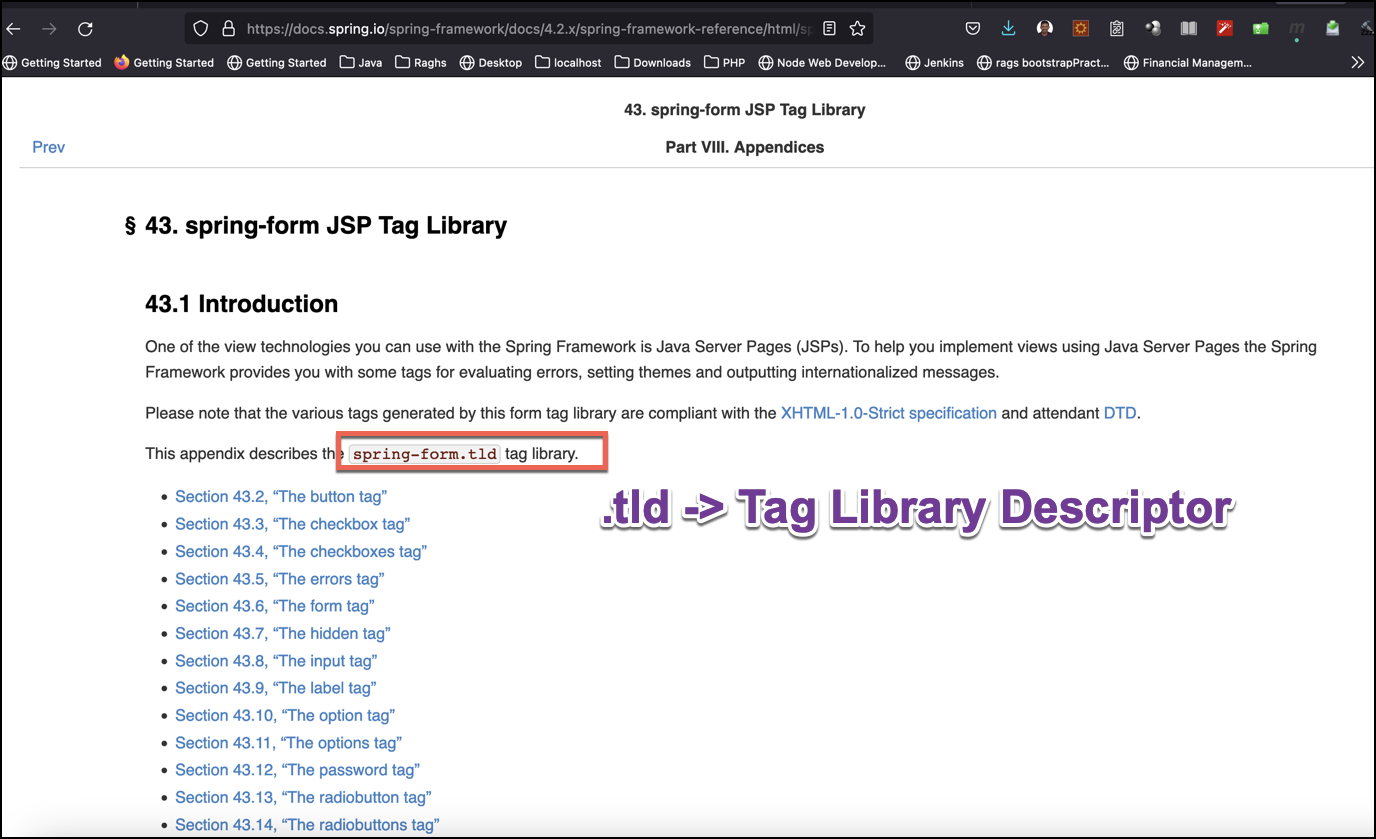 https://docs.spring.io/spring-framework/docs/4.2.x/spring-framework-reference/html/sp
Getting Started Getting Started Getting Started Java Raghs Desktop localhost Downloads PHP Node Web Develop... Jenkins rags bootstrapPract... Financial Managem...
43. spring-form JSP Tag Library
Prev Part VIII. Appendices
§ 43. spring-form JSP Tag Library
43.1 Introduction
One of the view technologies you can use with the Spring Framework is Java Server Pages (JSPs). To help you implement views using Java Server Pages the Spring
Framework provides you with some tags for evaluating errors, setting themes and outputting internationalized messages.
Please note that the various tags generated by this form tag library are compliant with the XHTML-1.0-Strict specification and attendant DTD.
This appendix describes the spring-form.tld tag library.
.tld -> Tag Library Descriptor
• Section 43.2, “The button tag”
• Section 43.3, “The checkbox tag”
• Section 43.4, “The checkboxes tag”
• Section 43.5, “The errors tag”
• Section 43.6, “The form tag”
• Section 43.7, “The hidden tag”
• Section 43.8, “The input tag”
• Section 43.9, “The label tag”
• Section 43.10, “The option tag”
• Section 43.11, “The options tag”
• Section 43.12, “The password tag”
• Section 43.13, “The radiobutton tag”
• Section 43.14, “The radiobuttons tag”